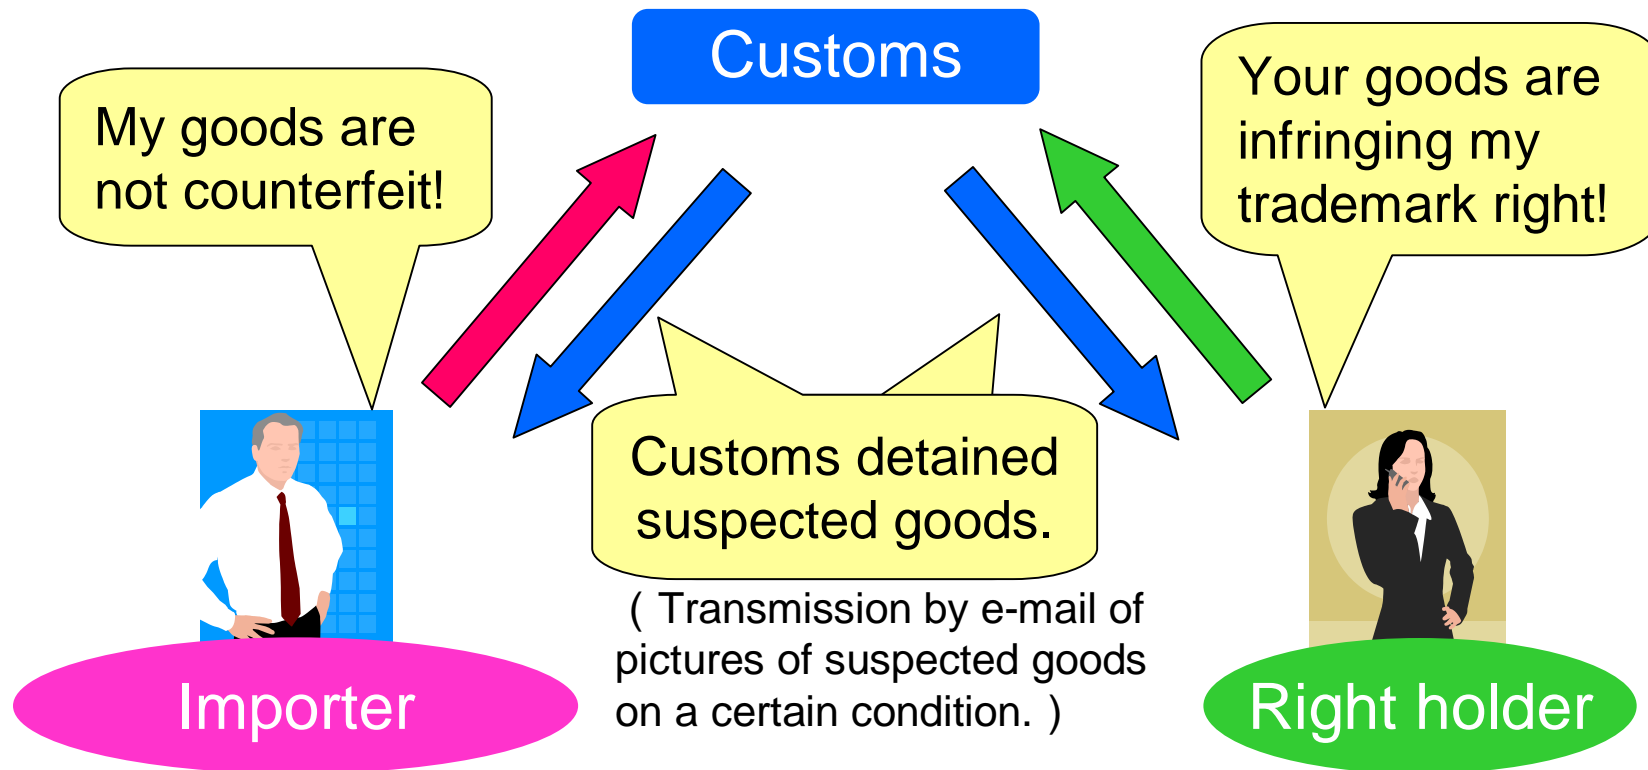 Customs
My goods are
not counterfeit!
Your goods are
infringing my
trademark right!
Customs detained
suspected goods.
( Transmission by e-mail of
pictures of suspected goods
on a certain condition. )
Importer
Right holder